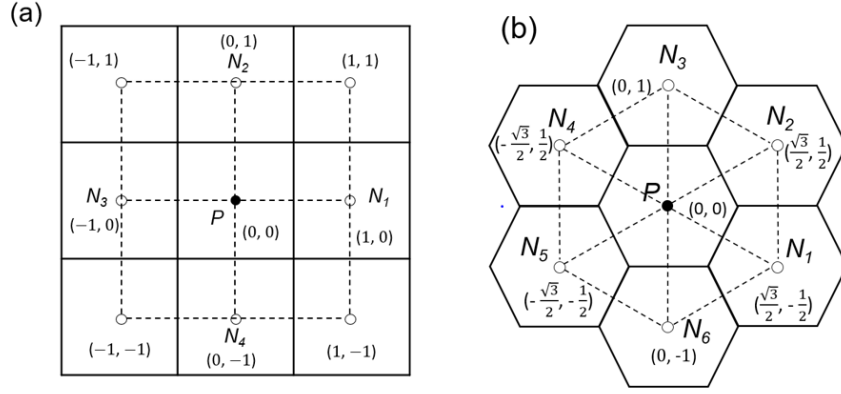 (a)
(-1, 1)
(0, 1)
N₂
(1, 1)
N₃
(-1, 0)
P
(0, 0)
N₁
(1, 0)
(-1, -1)
N₄
(0, -1)
(1, -1)
(b)
N₃
(0, 1)
N₄
(-√3/2, 1/2)
N₂
(√3/2, 1/2)
P
(0, 0)
N₅
(-√3/2, -1/2)
N₁
(√3/2, -1/2)
N₆
(0, -1)